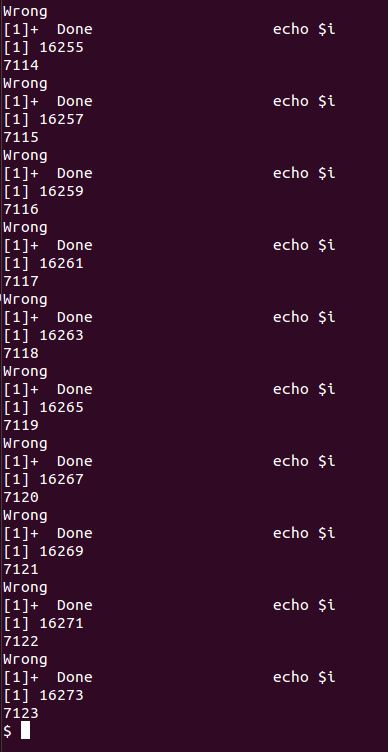 Wrong
[1]+  Done                    echo $i
[1] 16255
7114
Wrong
[1]+  Done                    echo $i
[1] 16257
7115
Wrong
[1]+  Done                    echo $i
[1] 16259
7116
Wrong
[1]+  Done                    echo $i
[1] 16261
7117
Wrong
[1]+  Done                    echo $i
[1] 16263
7118
Wrong
[1]+  Done                    echo $i
[1] 16265
7119
Wrong
[1]+  Done                    echo $i
[1] 16267
7120
Wrong
[1]+  Done                    echo $i
[1] 16269
7121
Wrong
[1]+  Done                    echo $i
[1] 16271
7122
Wrong
[1]+  Done                    echo $i
[1] 16273
7123
$